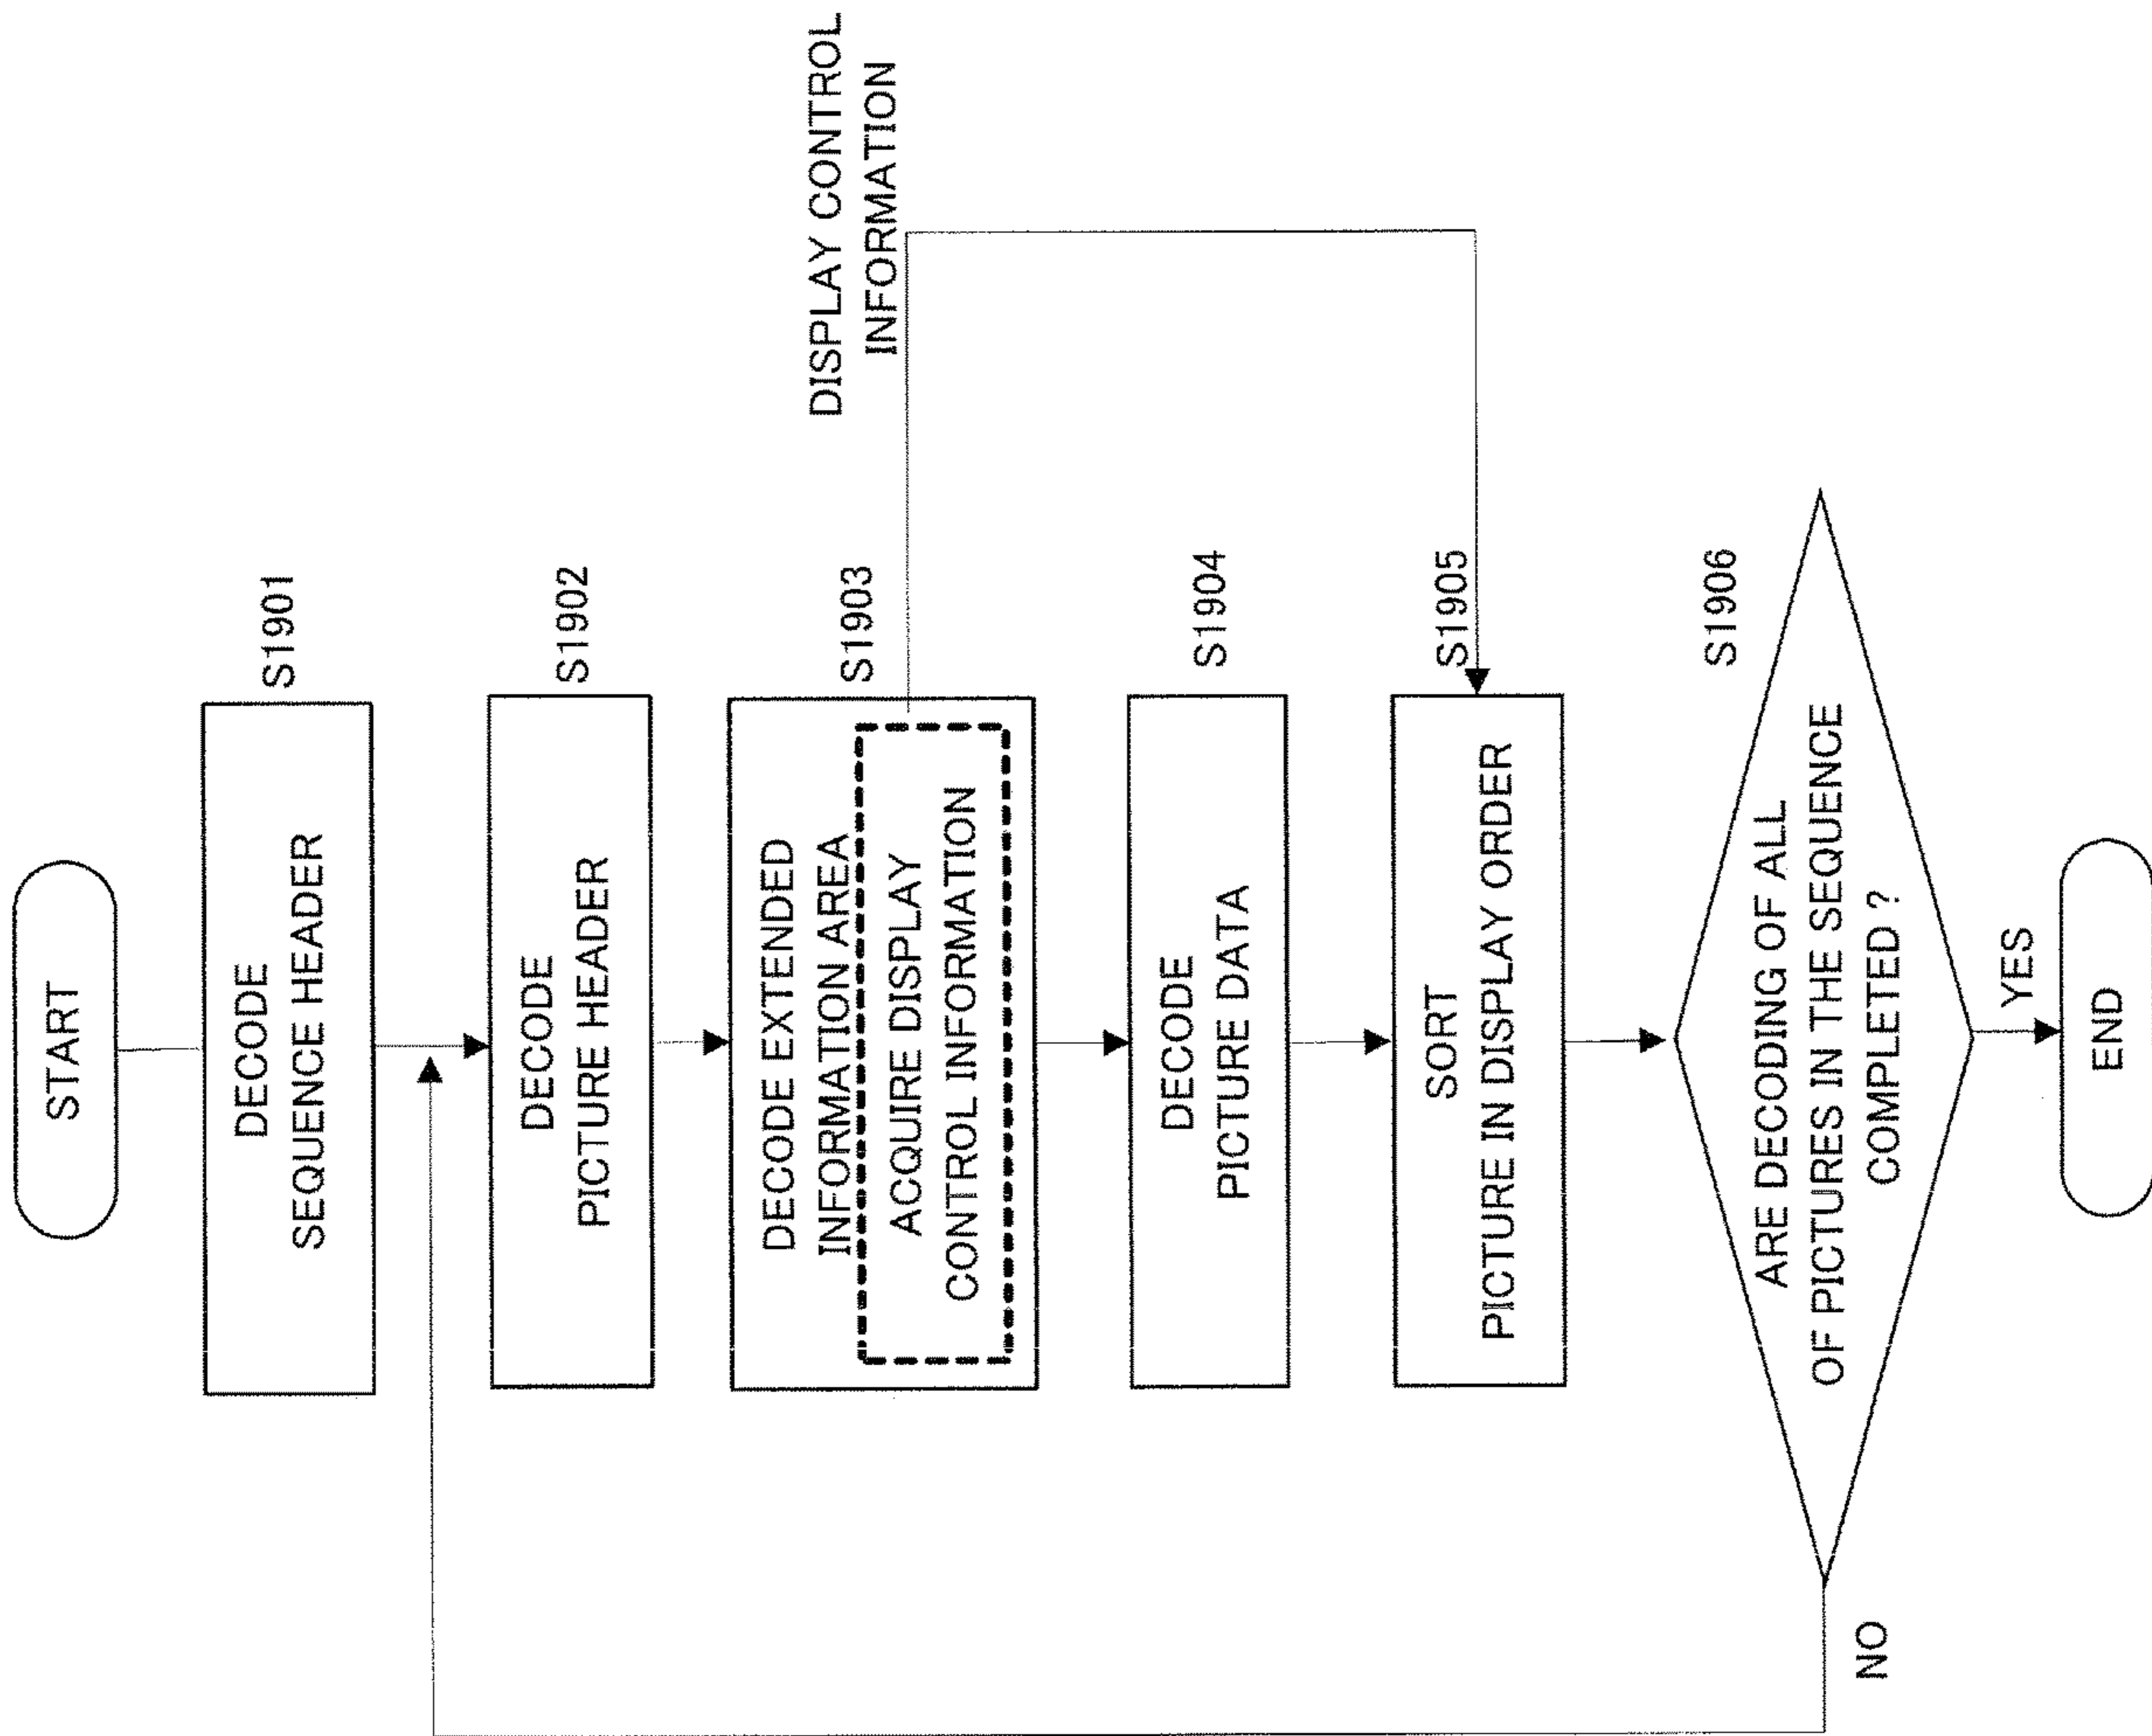 START
DECODE
SEQUENCE HEADER
S1901
DECODE
PICTURE HEADER
S1902
DECODE EXTENDED
INFORMATION AREA
ACQUIRE DISPLAY
CONTROL INFORMATION
S1903
DISPLAY CONTROL
INFORMATION
DECODE
PICTURE DATA
S1904
SORT
PICTURE IN DISPLAY ORDER
S1905
ARE DECODING OF ALL
OF PICTURES IN THE SEQUENCE
COMPLETED ?
S1906
NO
YES
END